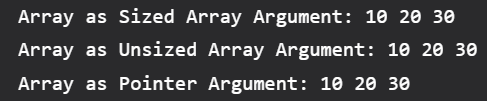 Array as Sized Array Argument: 10 20 30
Array as Unsized Array Argument: 10 20 30
Array as Pointer Argument: 10 20 30